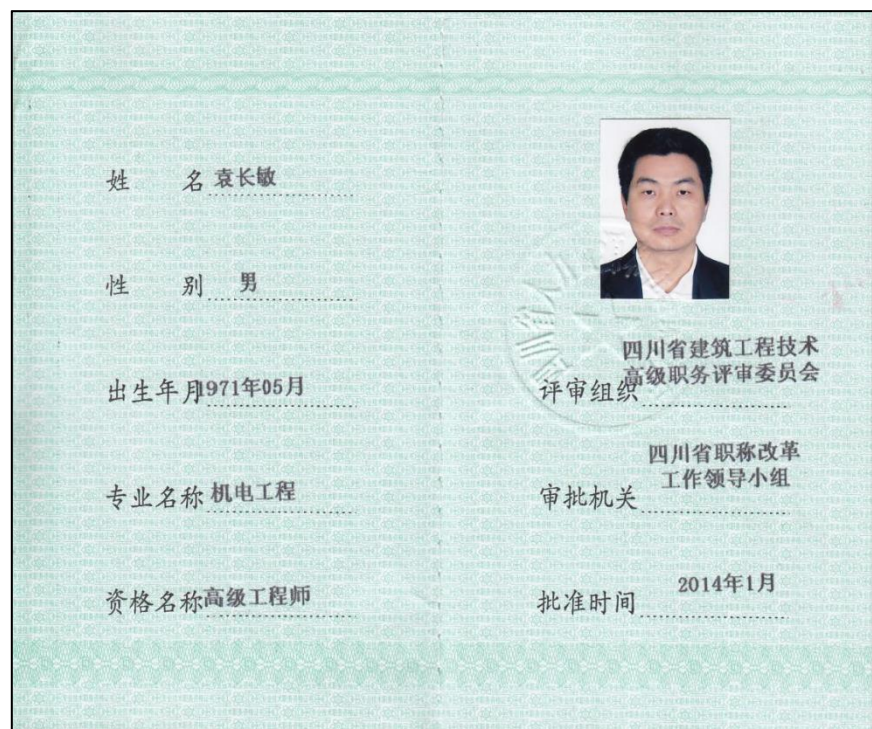 姓 名 袁长敏
性 别 男
出生年月 1971年05月
专业名称 机电工程
资格名称 高级工程师
四川省建筑工程技术
评审组织 高级职务评审委员会
四川省职称改革
审批机关 工作领导小组
批准时间 2014年1月